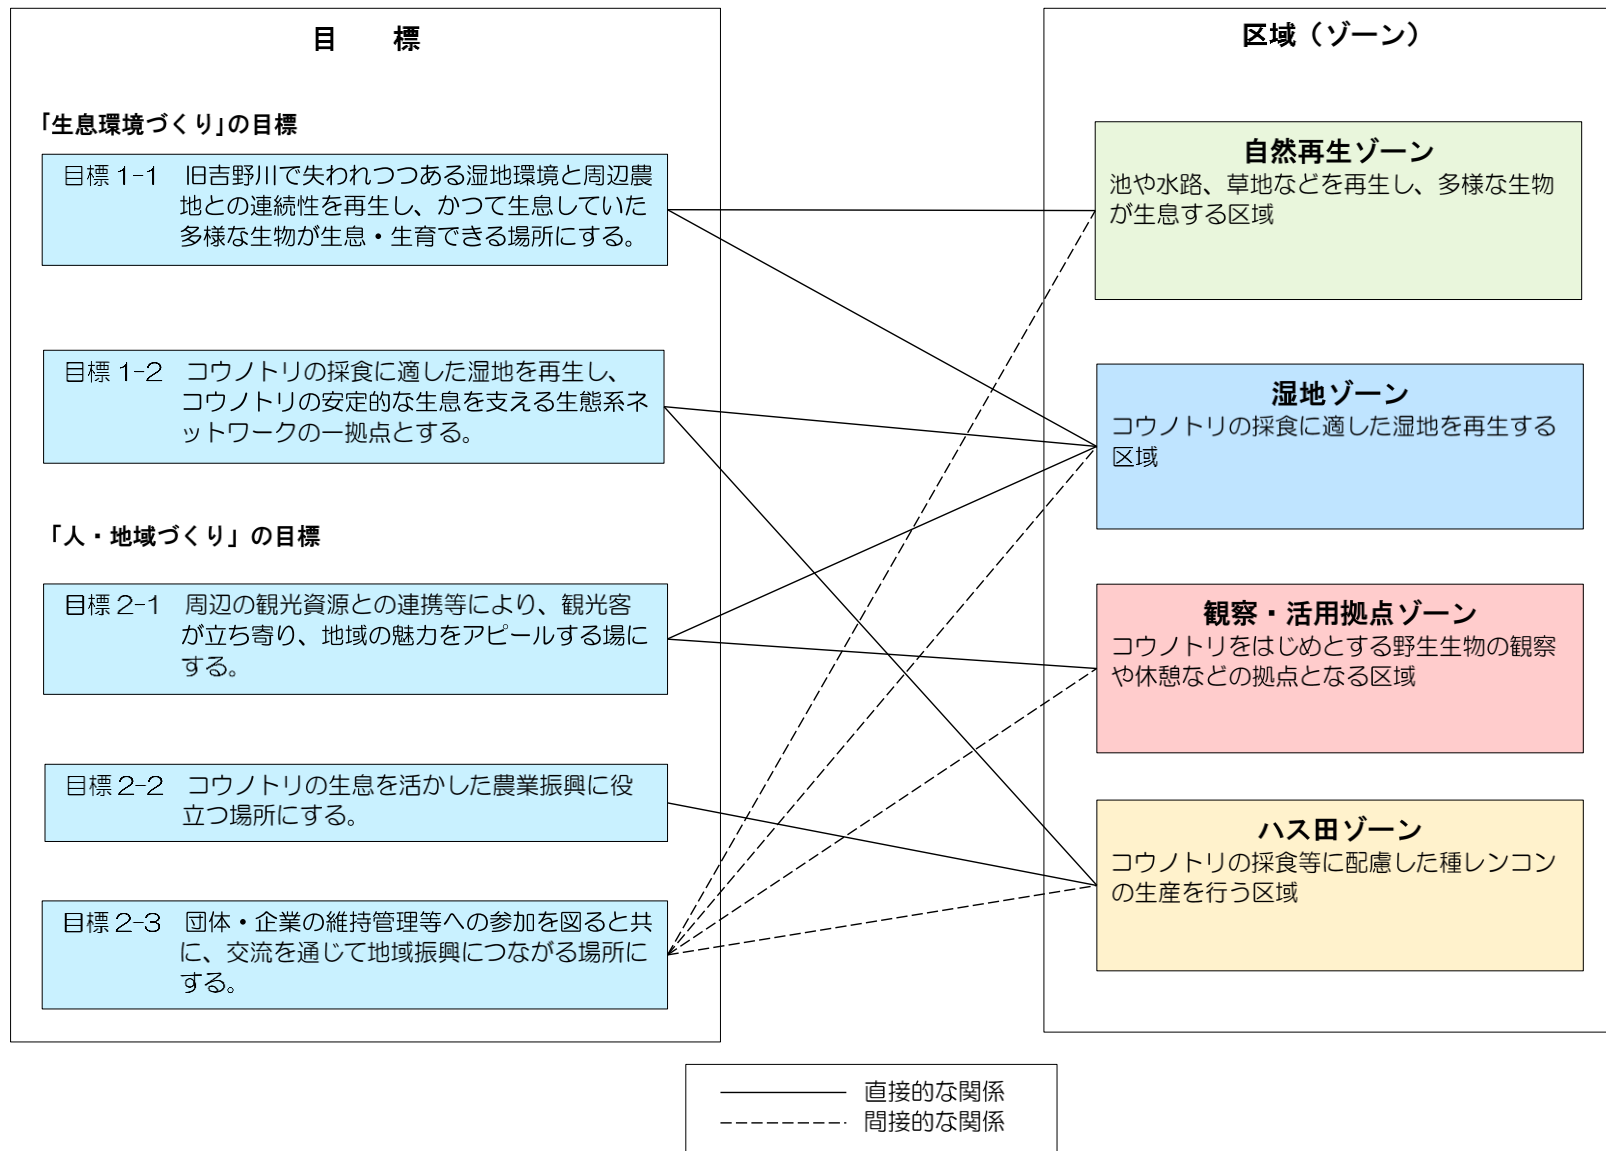 目　標
「生息環境づくり」の目標
目標 1-1　旧吉野川で失われつつある湿地環境と周辺農
地との連続性を再生し、かつて生息していた
多様な生物が生息・生育できる場所にする。
目標 1-2　コウノトリの採食に適した湿地を再生し、
コウノトリの安定的な生息を支える生態系ネ
ットワークの一拠点とする。
「人・地域づくり」の目標
目標 2-1　周辺の観光資源との連携等により、観光客
が立ち寄り、地域の魅力をアピールする場に
する。
目標 2-2　コウノトリの生息を活かした農業振興に役
立つ場所にする。
目標 2-3　団体・企業の維持管理等への参加を図ると共
に、交流を通じて地域振興につながる場所に
する。
区域（ゾーン）
自然再生ゾーン
池や水路、草地などを再生し、多様な生物
が生息する区域
湿地ゾーン
コウノトリの採食に適した湿地を再生する
区域
観察・活用拠点ゾーン
コウノトリをはじめとする野生生物の観察
や休憩などの拠点となる区域
ハス田ゾーン
コウノトリの採食等に配慮した種レンコン
の生産を行う区域
直接的な関係
間接的な関係